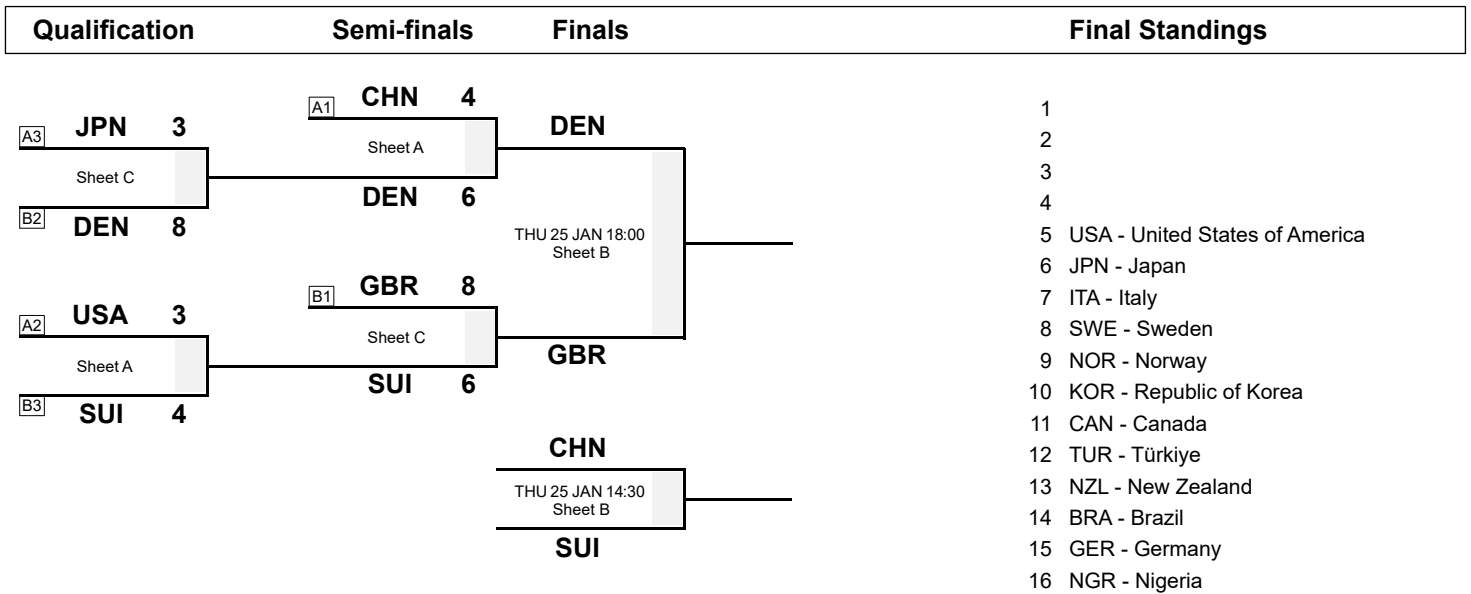 Qualification Semi-finals Finals Final Standings
A3 JPN 3
Sheet C
B2 DEN 8
A2 USA 3
Sheet A
B3 SUI 4
A1 CHN 4
Sheet A
DEN 6
B1 GBR 8
Sheet C
SUI 6
DEN
THU 25 JAN 18:00
Sheet B
GBR
CHN
THU 25 JAN 14:30
Sheet B
SUI
1
2
3
4
5 USA - United States of America
6 JPN - Japan
7 ITA - Italy
8 SWE - Sweden
9 NOR - Norway
10 KOR - Republic of Korea
11 CAN - Canada
12 TUR - Türkiye
13 NZL - New Zealand
14 BRA - Brazil
15 GER - Germany
16 NGR - Nigeria